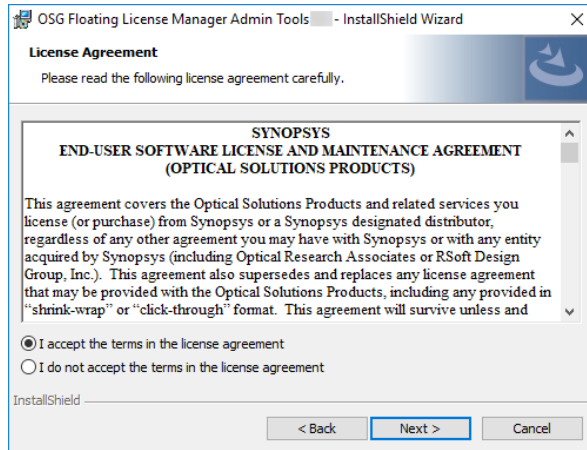 OSG Floating License Manager Admin Tools - InstallShield Wizard
License Agreement
Please read the following license agreement carefully.
SYNOPSYS
END-USER SOFTWARE LICENSE AND MAINTENANCE AGREEMENT
(OPTICAL SOLUTIONS PRODUCTS)
This agreement covers the Optical Solutions Products and related services you
license (or purchase) from Synopsys or a Synopsys designated distributor,
regardless of any other agreement you may have with Synopsys or with any entity
acquired by Synopsys (including Optical Research Associates or RSoft Design
Group, Inc.).  This agreement also supersedes and replaces any license agreement
that may be provided with the Optical Solutions Products, including any provided in
“shrink-wrap” or “click-through” format.  This agreement will survive unless and
I accept the terms in the license agreement
I do not accept the terms in the license agreement
InstallShield
< Back Next > Cancel